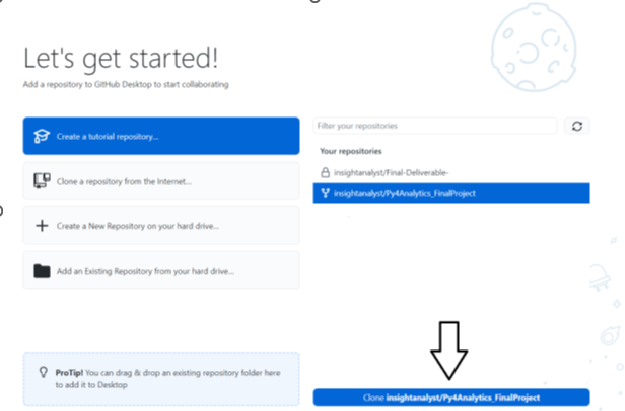 Let's get started!
Add a repository to GitHub Desktop to start collaborating
Create a tutorial repository...
Clone a repository from the Internet...
Create a New Repository on your hard drive...
Add an Existing Repository from your hard drive...
ProTip! You can drag & drop an existing repository folder here
to add it to Desktop
Filter your repositories
Your repositories
insightanalyst/Final-Deliverable-
insightanalyst/Py4Analytics_FinalProject
Clone insightanalyst/Py4Analytics_FinalProject